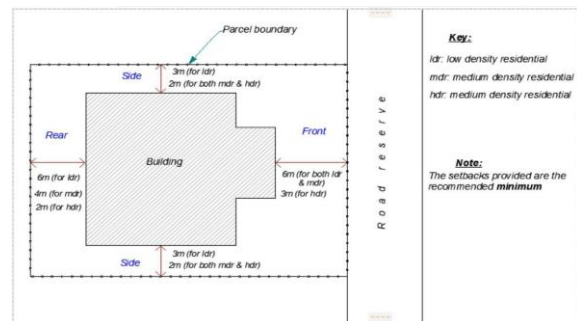 Parcel boundary
Side
3m (for ldr)
2m (for both mdr & hdr)
Rear
6m (for ldr)
4m (for mdr)
2m (for hdr)
Building
Front
6m (for both ldr
& mdr)
3m (for hdr)
Side
3m (for ldr)
2m (for both mdr & hdr)
Road reserve
Key:
ldr: low density residential
mdr: medium density residential
hdr: medium density residential
Note:
The setbacks provided are the
recommended minimum